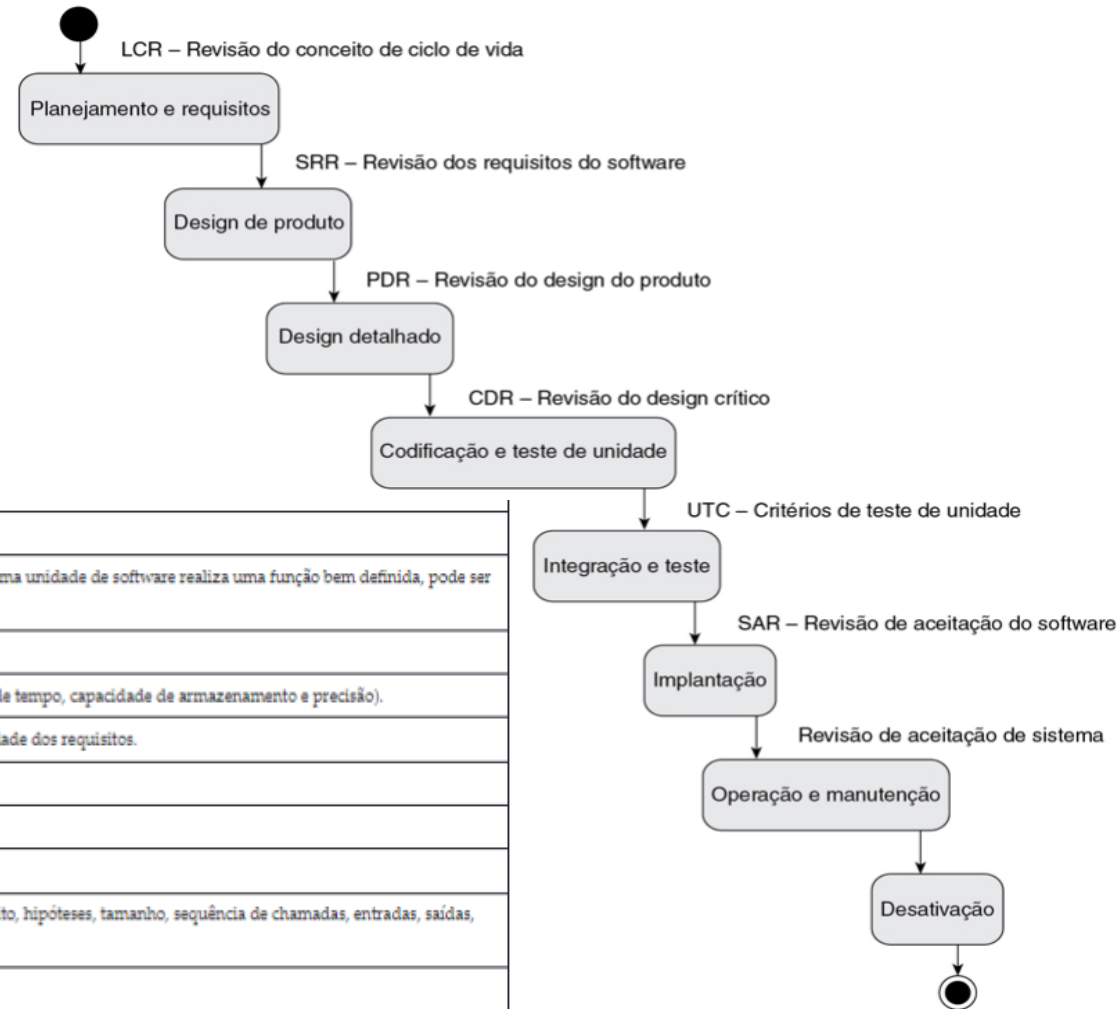 LCR – Revisão do conceito de ciclo de vida
Planejamento e requisitos
SRR – Revisão dos requisitos do software
Design de produto
PDR – Revisão do design do produto
Design detalhado
CDR – Revisão do design crítico
Codificação e teste de unidade
UTC – Critérios de teste de unidade
Integração e teste
SAR – Revisão de aceitação do software
Implantação
Revisão de aceitação de sistema
Operação e manutenção
Desativação
ma unidade de software realiza uma função bem definida, pode ser
de tempo, capacidade de armazenamento e precisão).
dade dos requisitos.
to, hipóteses, tamanho, sequência de chamadas, entradas, saídas,